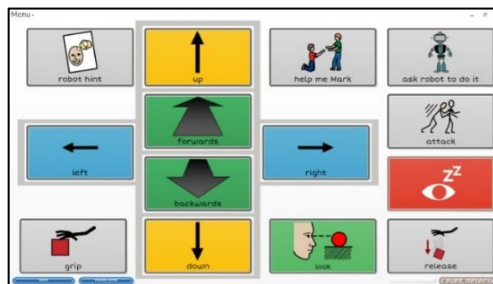 Menu
robot hint
up
help me Mark
ask robot to do it
forwards
attack
left
right
backwards
zZ
grip
down
look
release